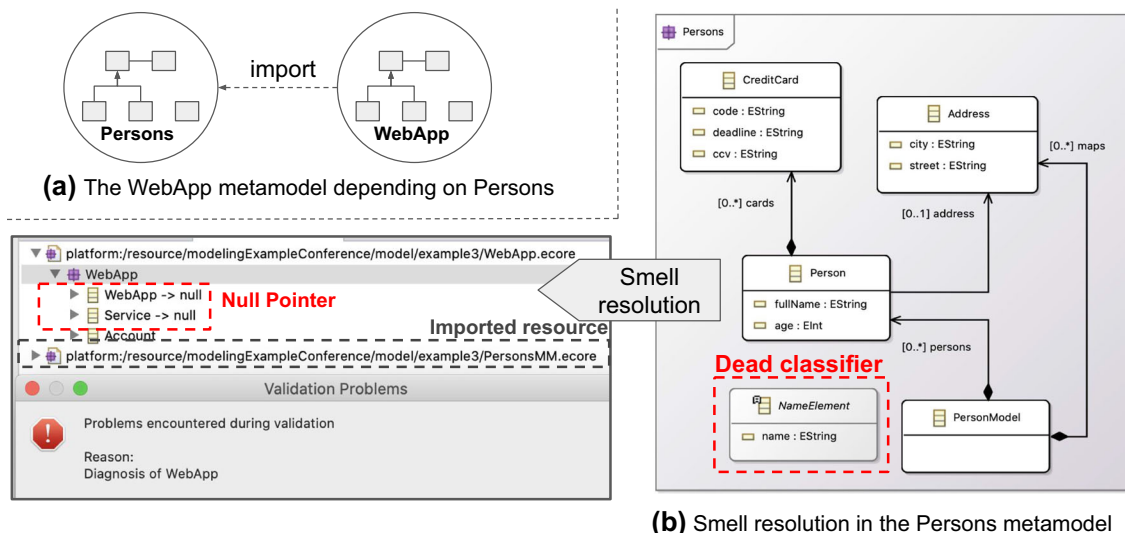 import
Persons
WebApp
(a) The WebApp metamodel depending on Persons
platform:/resource/modelingExampleConference/model/example3/WebApp.ecore
WebApp
WebApp -> null
Service -> null
Null Pointer
Account
Imported resource
platform:/resource/modelingExampleConference/model/example3/PersonsMM.ecore
Validation Problems
Problems encountered during validation
Reason:
Diagnosis of WebApp
Smell
resolution
Persons
CreditCard
code : EString
deadline : EString
ccv : EString
Address
city : EString
street : EString
[0..*] maps
[0..*] cards
[0..1] address
Person
fullName : EString
age : EInt
[0..*] persons
Dead classifier
NameElement
name : EString
PersonModel
(b) Smell resolution in the Persons metamodel